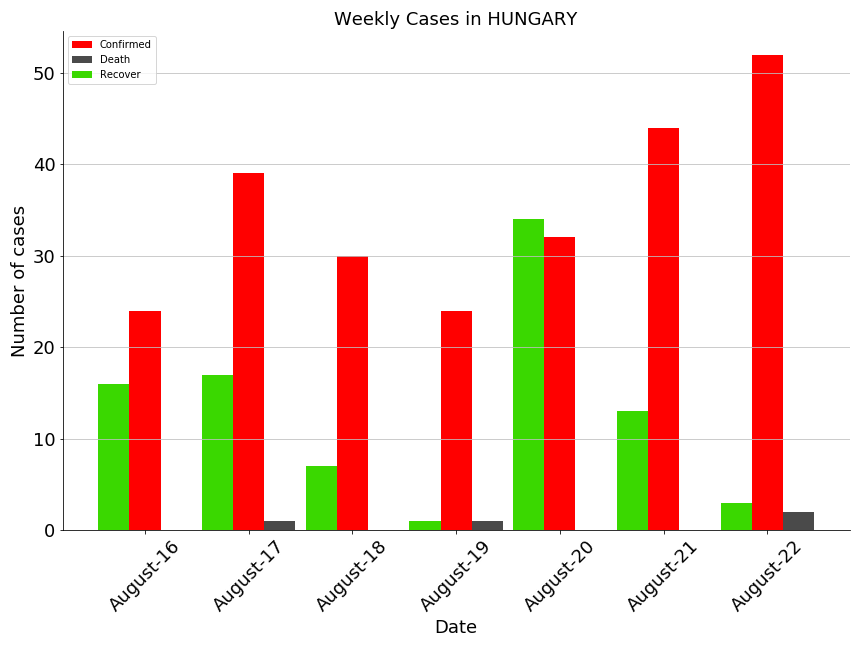 Weekly Cases in HUNGARY
Confirmed
Death
Recover
Number of cases
50
40
30
20
10
0
August-16
August-17
August-18
August-19
August-20
August-21
August-22
Date